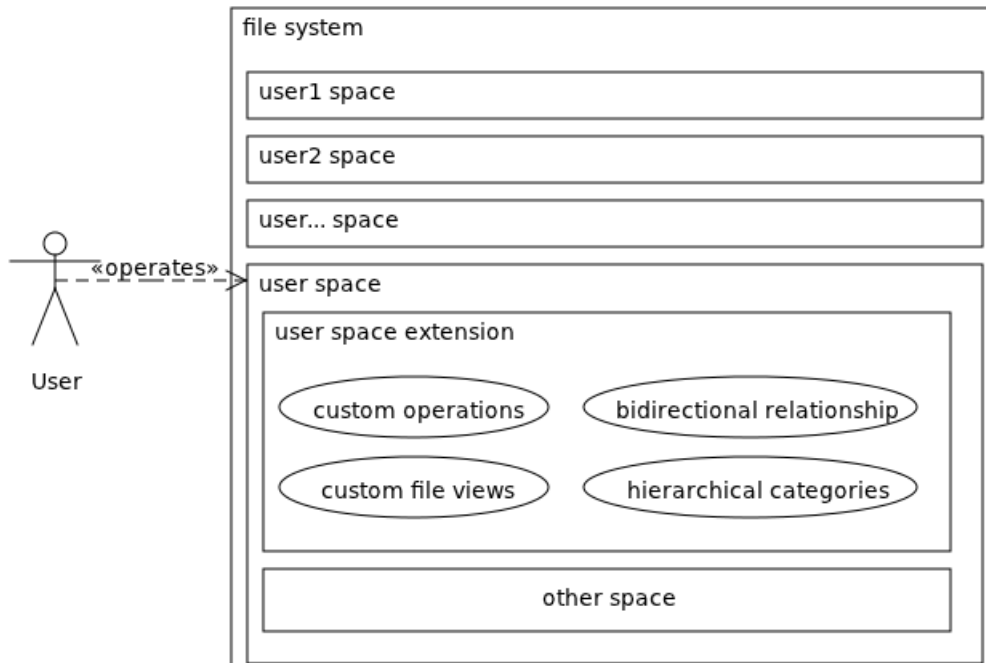 file system
user1 space
user2 space
user... space
«operates»
user space
user space extension
User
custom operations
bidirectional relationship
custom file views
hierarchical categories
other space